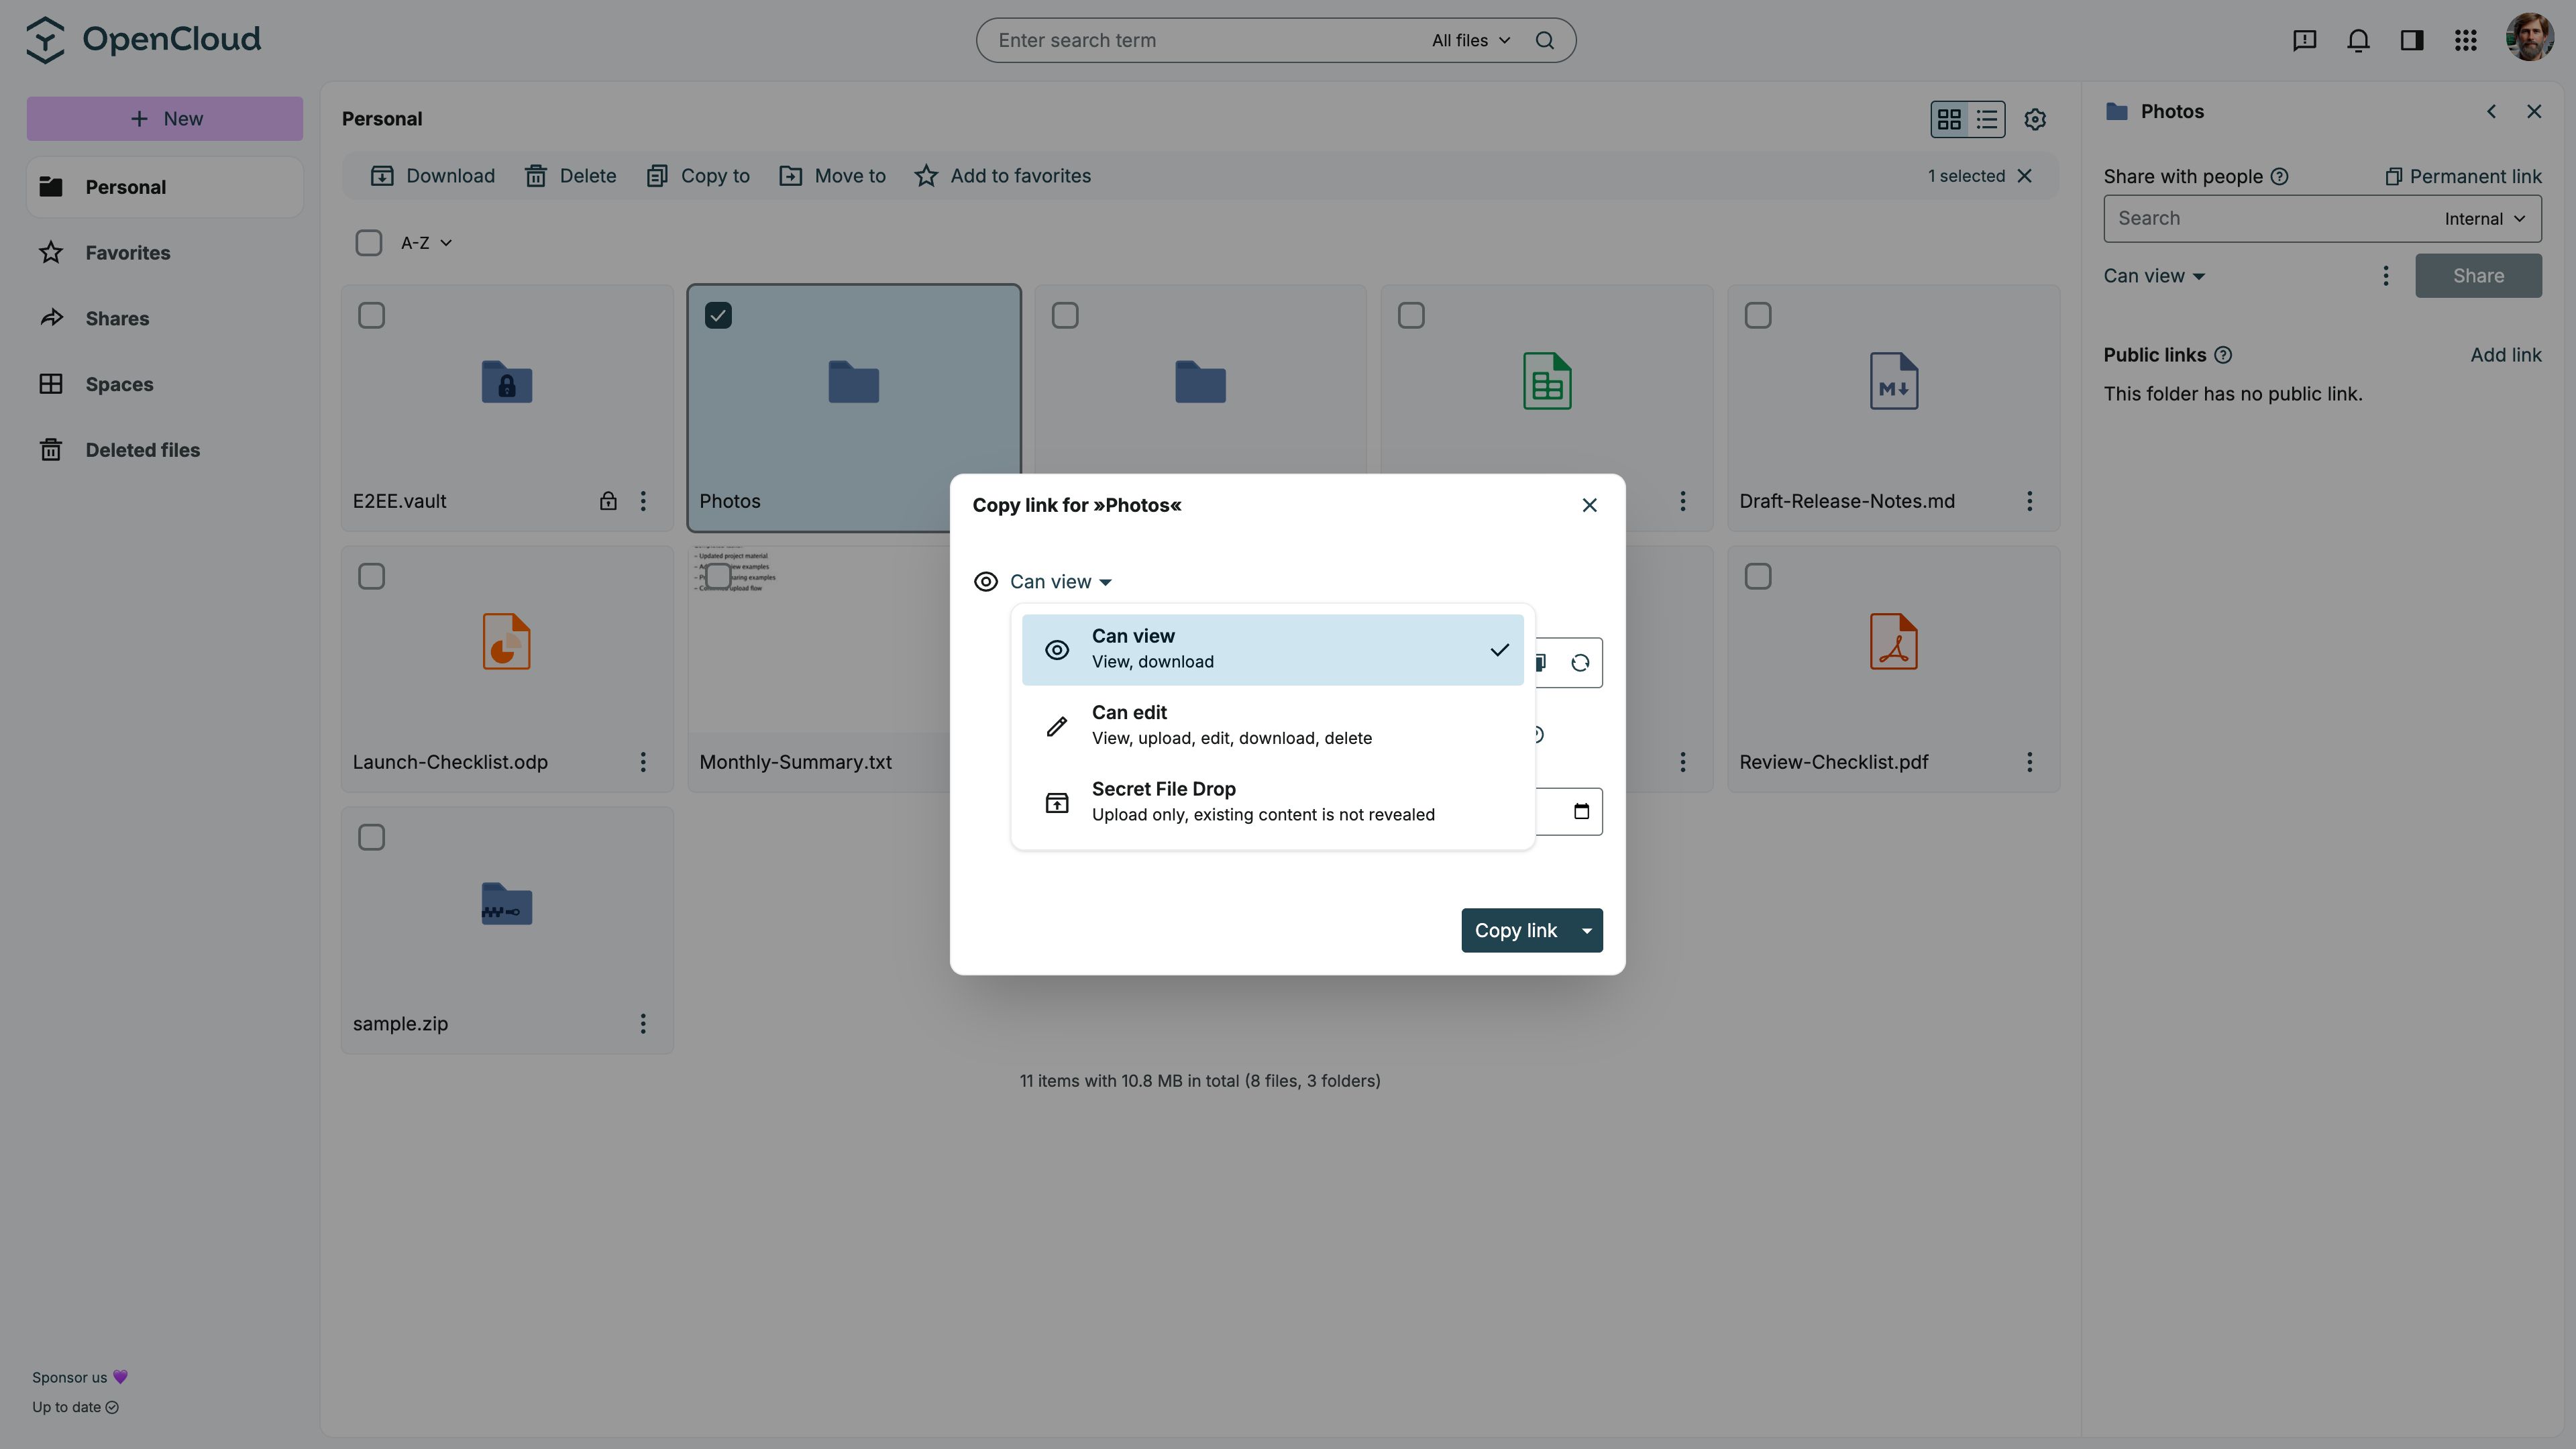 OpenCloud
Enter search term
All files
New
Personal
Favorites
Shares
Spaces
Deleted files
Sponsor us 💜
Up to date
Personal
Download
Delete
Copy to
Move to
Add to favorites
1 selected
A-Z
E2EE.vault
Photos
Draft-Release-Notes.md
M
– Updated project material
Launch-Checklist.odp
Monthly-Summary.txt
Review-Checklist.pdf
sample.zip
11 items with 10.8 MB in total (8 files, 3 folders)
Copy link for »Photos«
Can view
Can view
View, download
Can edit
View, upload, edit, download, delete
Secret File Drop
Upload only, existing content is not revealed
Copy link
Photos
Share with people
Permanent link
Search
Internal
Can view
Share
Public links
Add link
This folder has no public link.